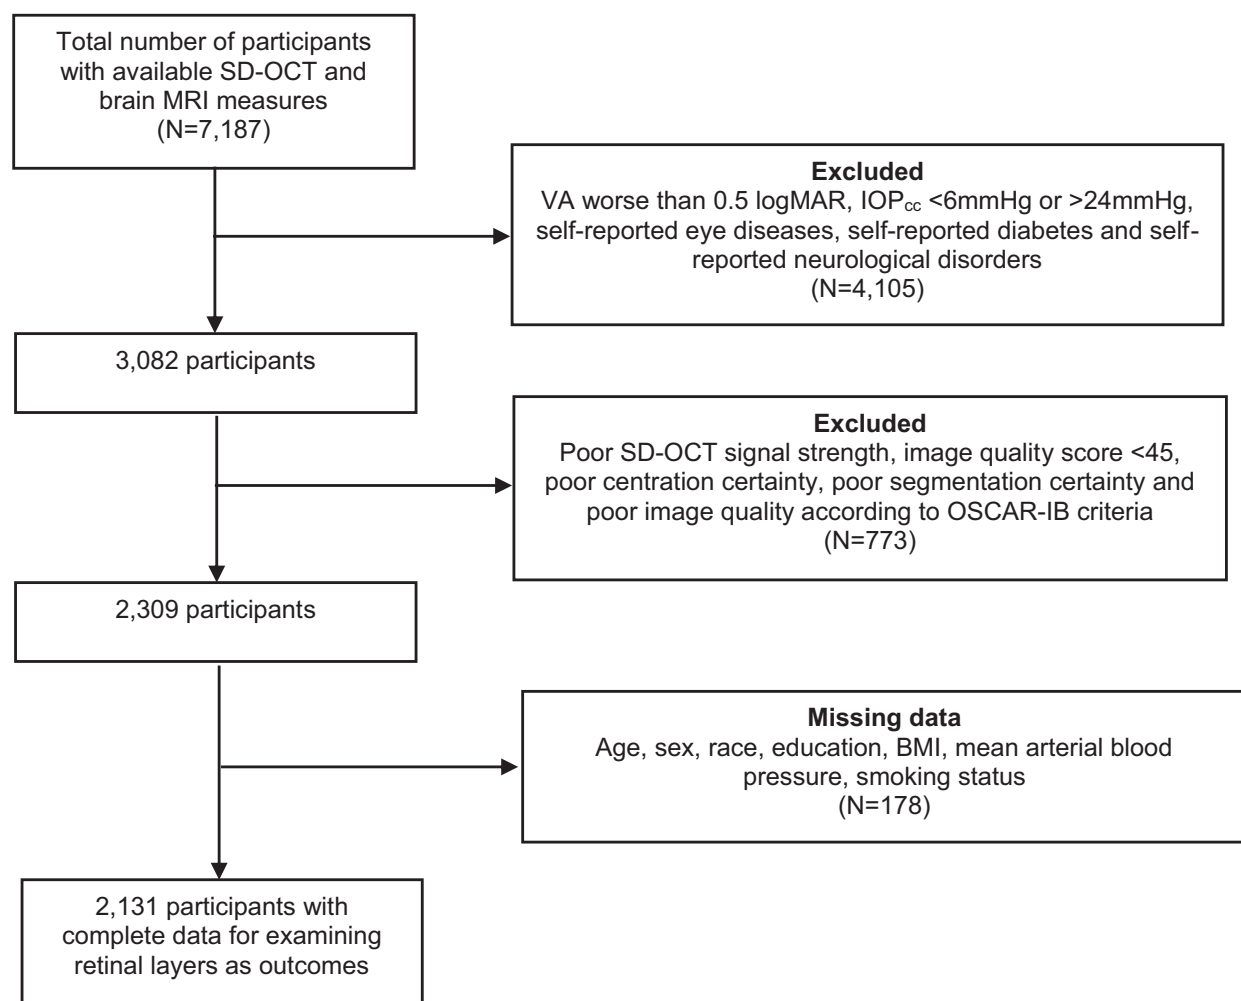 Total number of participants
with available SD-OCT and
brain MRI measures
(N=7,187)
Excluded
VA worse than 0.5 logMAR, IOPcc <6mmHg or >24mmHg,
self-reported eye diseases, self-reported diabetes and self-
reported neurological disorders
(N=4,105)
3,082 participants
Excluded
Poor SD-OCT signal strength, image quality score <45,
poor centration certainty, poor segmentation certainty and
poor image quality according to OSCAR-IB criteria
(N=773)
2,309 participants
Missing data
Age, sex, race, education, BMI, mean arterial blood
pressure, smoking status
(N=178)
2,131 participants with
complete data for examining
retinal layers as outcomes